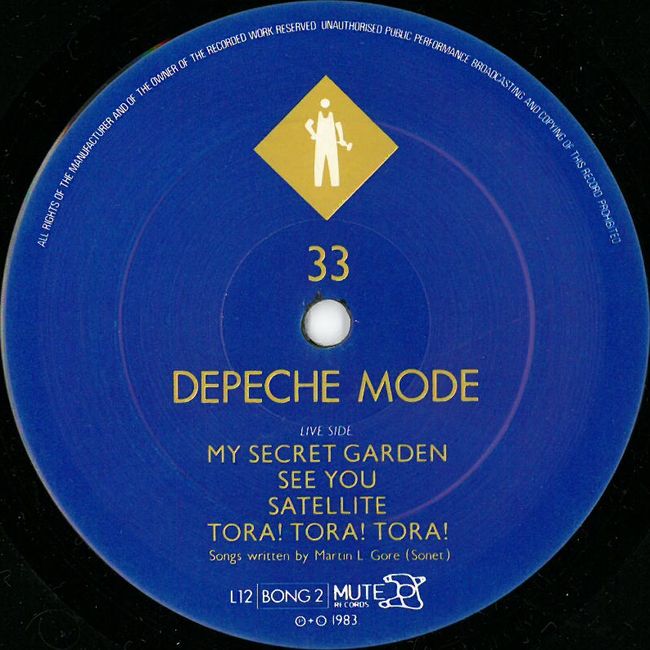 ALL RIGHTS OF THE MANUFACTURER AND OF THE OWNER OF THE RECORDED WORK RESERVED UNAUTHORISED PUBLIC PERFORMANCE BROADCASTING AND COPYING OF THIS RECORD PROHIBITED
33
DEPECHE MODE
LIVE SIDE
MY SECRET GARDEN
SEE YOU
SATELLITE
TORA! TORA! TORA!
Songs written by Martin L Gore (Sonet)
L12 BONG 2 MUTE RECORDS
℗+© 1983